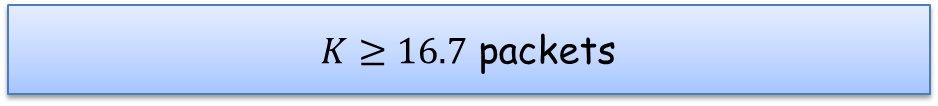 K ≥ 16.7 packets